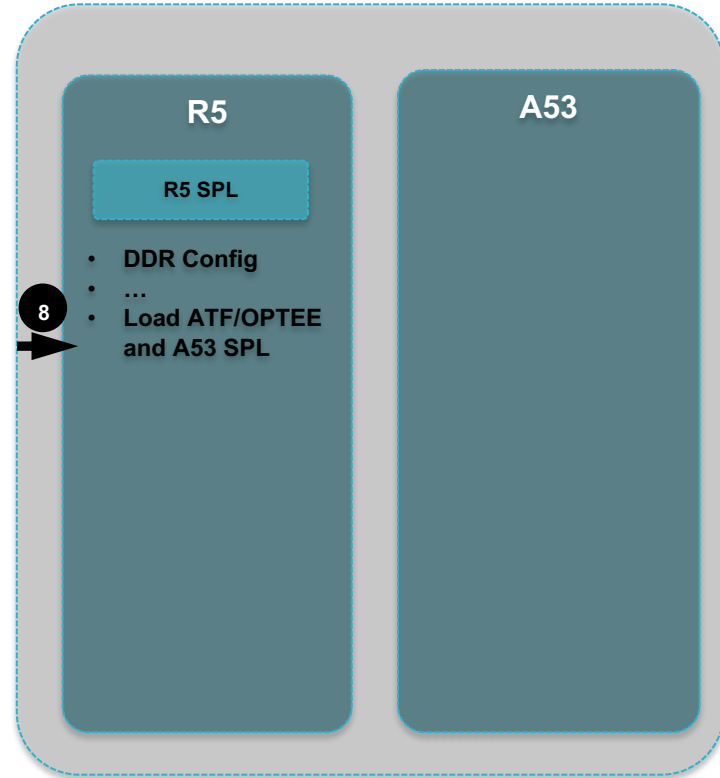 R5
A53
R5 SPL
• DDR Config
• ...
8
• Load ATF/OPTEE
and A53 SPL